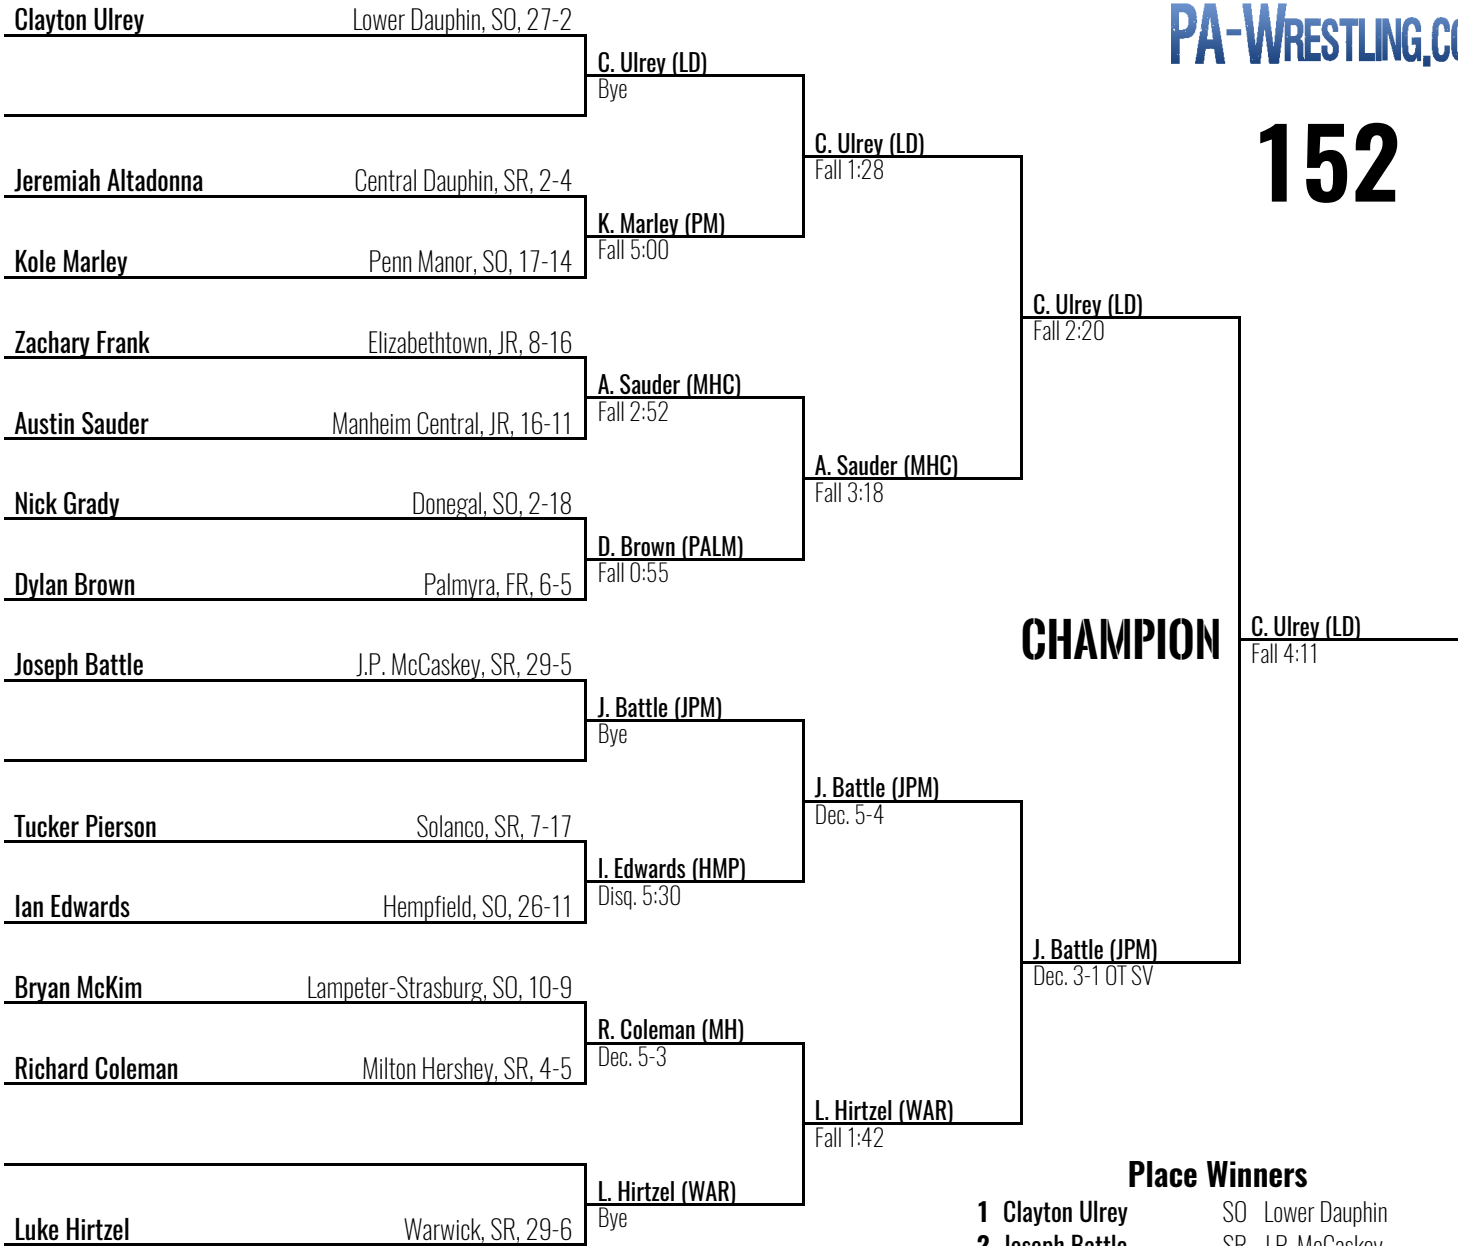 Clayton Ulrey Lower Dauphin, SO, 27-2
PA-WRESTLING.CO
C. Ulrey (LD)
Bye
152
C. Ulrey (LD)
Fall 1:28
Jeremiah Altadonna Central Dauphin, SR, 2-4
K. Marley (PM)
Fall 5:00
Kole Marley Penn Manor, SO, 17-14
C. Ulrey (LD)
Fall 2:20
Zachary Frank Elizabethtown, JR, 8-16
A. Sauder (MHC)
Fall 2:52
Austin Sauder Manheim Central, JR, 16-11
A. Sauder (MHC)
Fall 3:18
Nick Grady Donegal, SO, 2-18
D. Brown (PALM)
Fall 0:55
Dylan Brown Palmyra, FR, 6-5
CHAMPION
C. Ulrey (LD)
Fall 4:11
Joseph Battle J.P. McCaskey, SR, 29-5
J. Battle (JPM)
Bye
J. Battle (JPM)
Dec. 5-4
Tucker Pierson Solanco, SR, 7-17
I. Edwards (HMP)
Disq. 5:30
Ian Edwards Hempfield, SO, 26-11
J. Battle (JPM)
Dec. 3-1 OT SV
Bryan McKim Lampeter-Strasburg, SO, 10-9
R. Coleman (MH)
Dec. 5-3
Richard Coleman Milton Hershey, SR, 4-5
L. Hirtzel (WAR)
Fall 1:42
L. Hirtzel (WAR)
Bye
Luke Hirtzel Warwick, SR, 29-6
Place Winners
1 Clayton Ulrey SO Lower Dauphin
2 Joseph Battle SR J.P. McCaskey